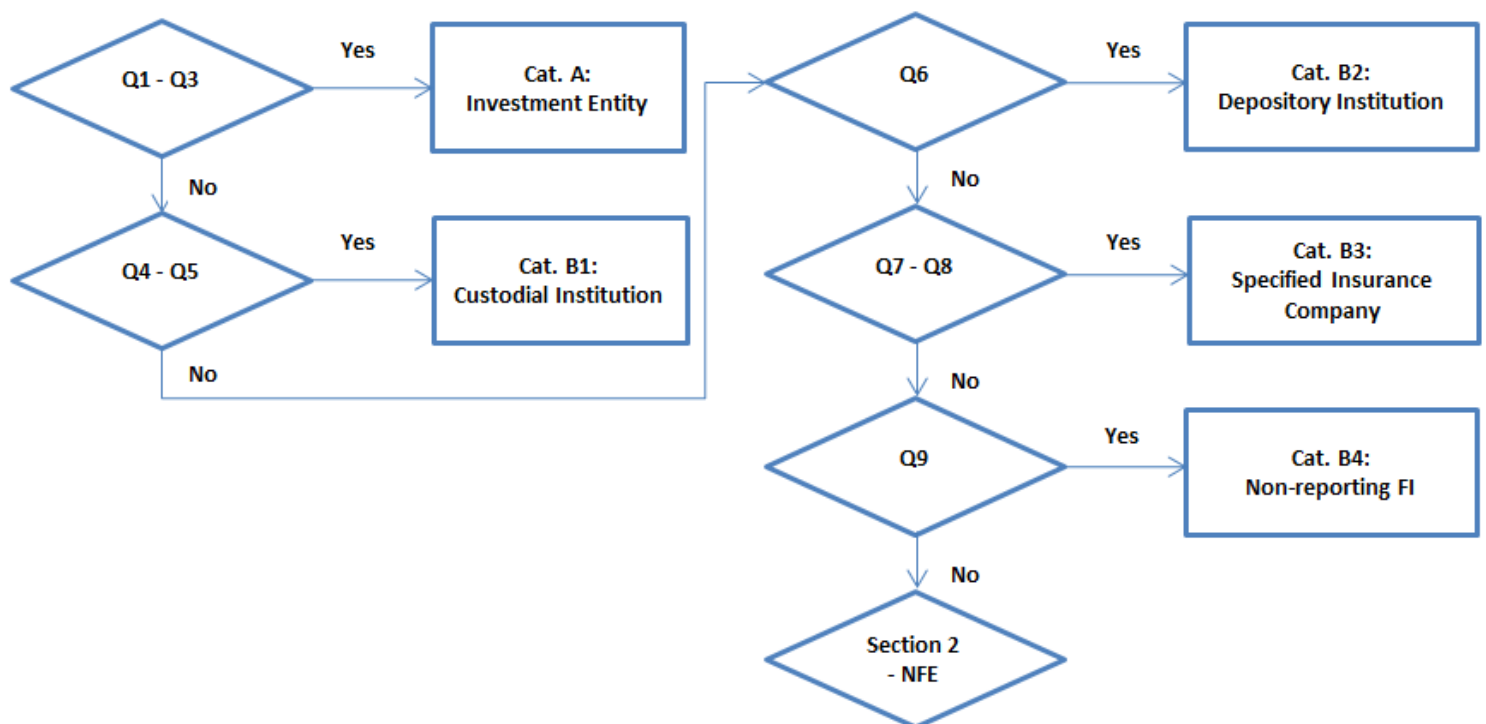 Q1 - Q3
Yes
Cat. A:
Investment Entity
No
Q4 - Q5
Yes
Cat. B1:
Custodial Institution
No
Q6
Yes
Cat. B2:
Depository Institution
No
Q7 - Q8
Yes
Cat. B3:
Specified Insurance
Company
No
Q9
Yes
Cat. B4:
Non-reporting FI
No
Section 2
- NFE